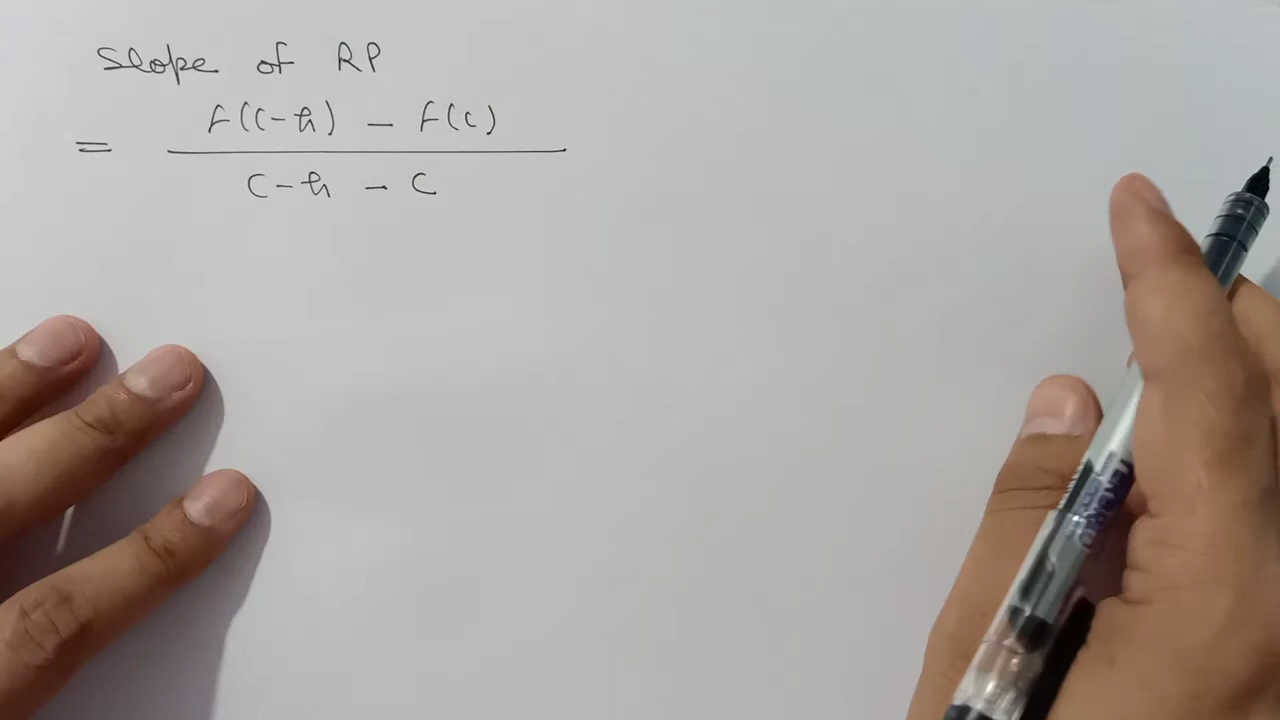 Slope of RP
f(c-h) - f(c)
=
c-h - c